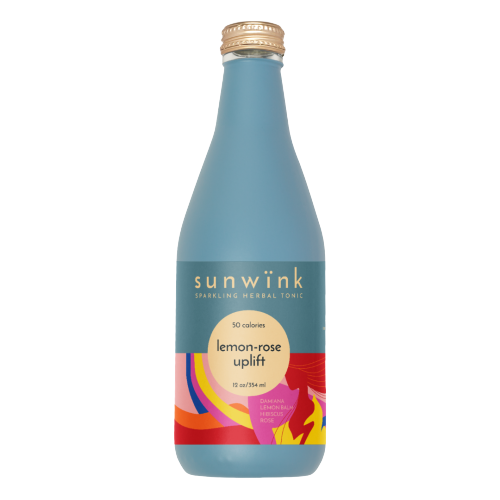 sunwïnk
SPARKLING HERBAL TONIC
50 calories
lemon-rose
uplift
12 oz/354 ml
DAMIANA
LEMON BALM
HIBISCUS
ROSE